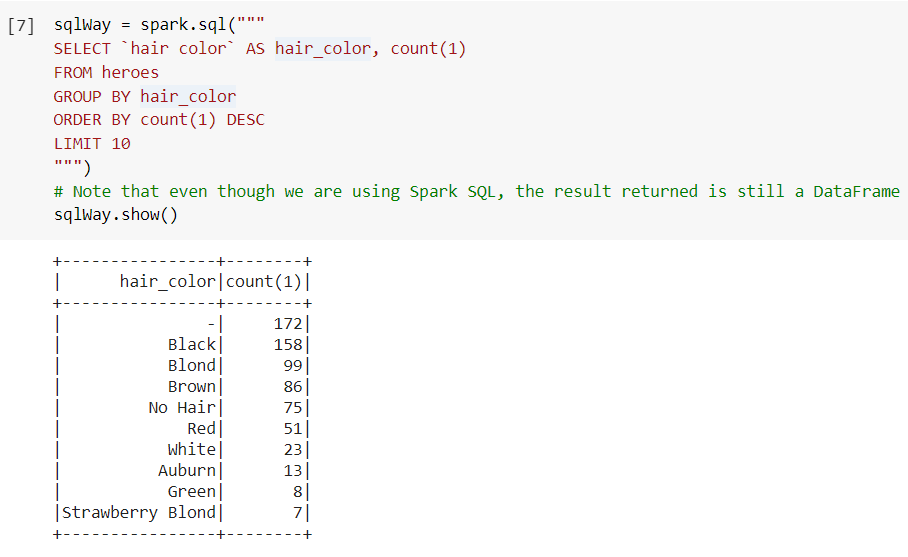 [7] sqlWay = spark.sql("""
SELECT `hair color` AS hair_color, count(1)
FROM heroes
GROUP BY hair_color
ORDER BY count(1) DESC
LIMIT 10
""")
# Note that even though we are using Spark SQL, the result returned is still a DataFrame
sqlWay.show()
+----------------+--------+
|      hair_color|count(1)|
+----------------+--------+
|               -|     172|
|           Black|     158|
|           Blond|      99|
|           Brown|      86|
|         No Hair|      75|
|             Red|      51|
|           White|      23|
|          Auburn|      13|
|           Green|       8|
|Strawberry Blond|       7|
+----------------+--------+